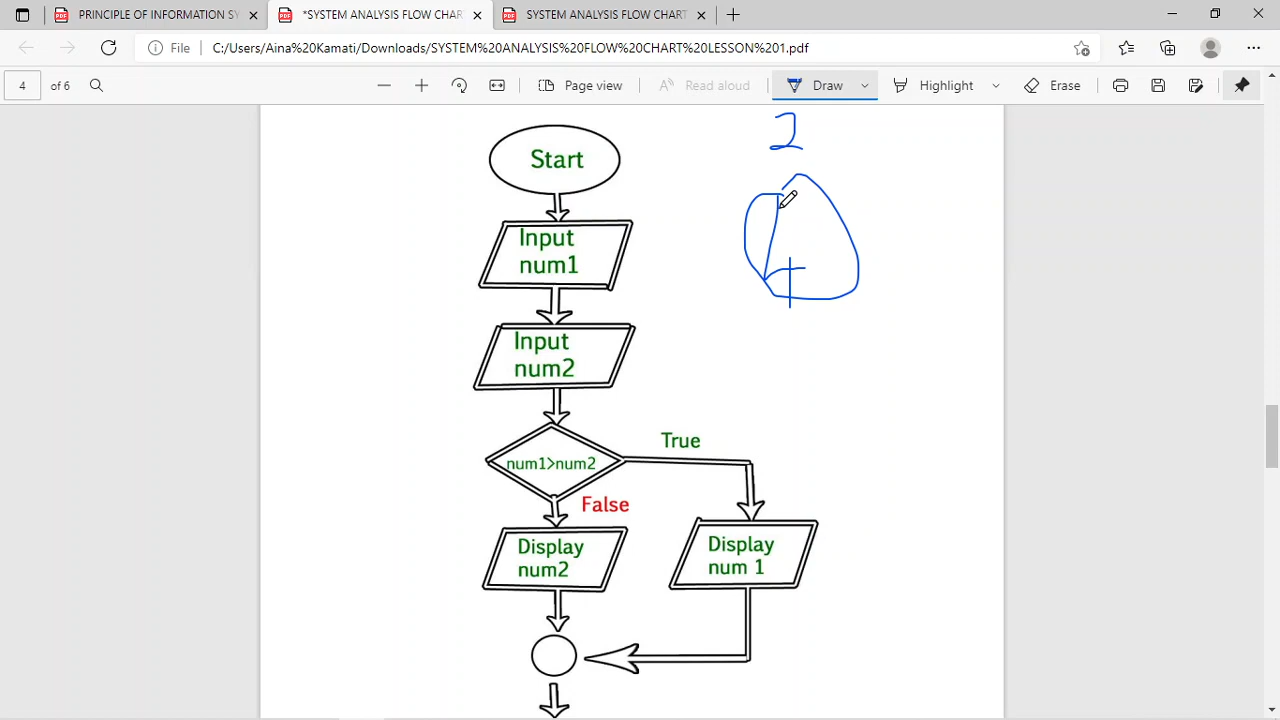 PRINCIPLE OF INFORMATION SY
*SYSTEM ANALYSIS FLOW CHAR
SYSTEM ANALYSIS FLOW CHART
File
C:/Users/Aina%20Kamati/Downloads/SYSTEM%20ANALYSIS%20FLOW%20CHART%20LESSON%201.pdf
4 of 6
Page view
Read aloud
Draw
Highlight
Erase
2
4
Start
Input
num1
Input
num2
num1>num2
True
False
Display
num2
Display
num 1